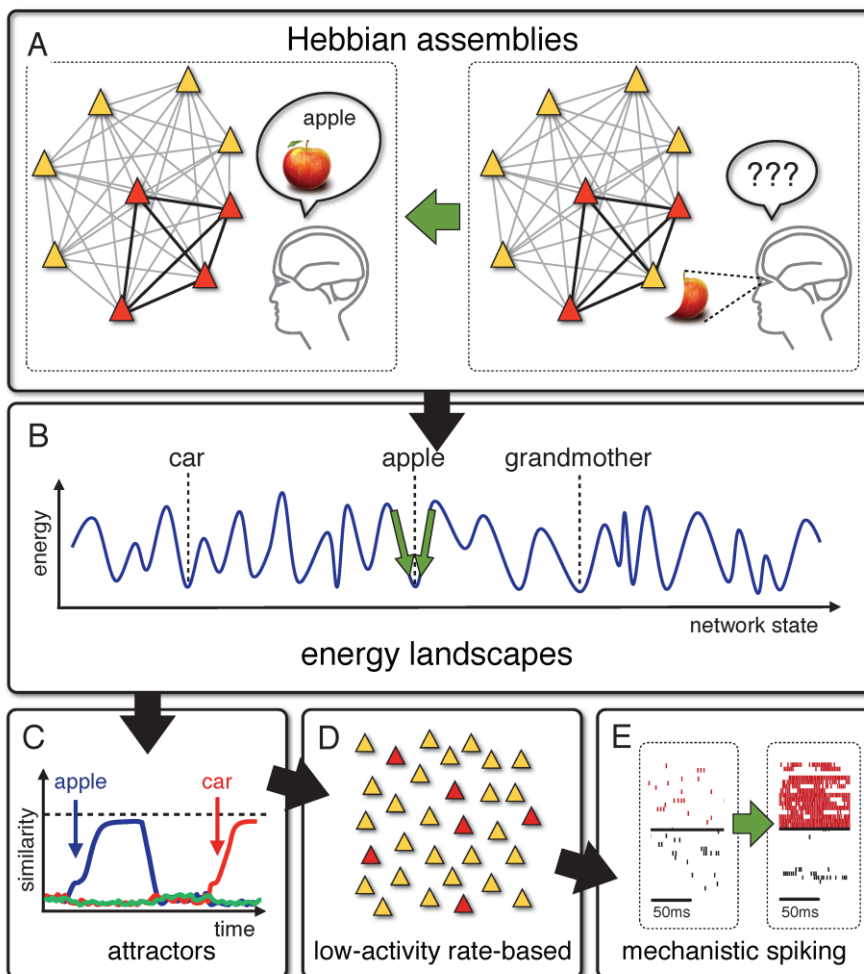 A
Hebbian assemblies
apple
???
B
car
apple
grandmother
energy
network state
energy landscapes
C
apple
car
similarity
time
attractors
D
low-activity rate-based
E
50ms
50ms
mechanistic spiking